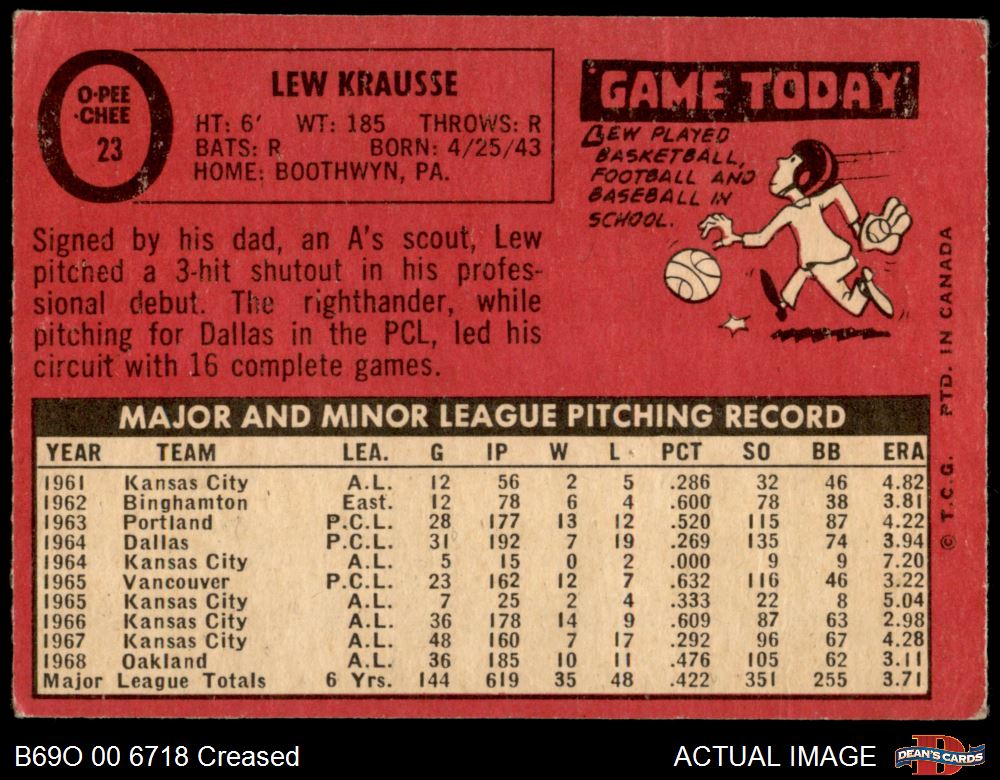 O-PEE
-CHEE
23
LEW KRAUSSE
HT: 6' WT: 185 THROWS: R
BATS: R BORN: 4/25/43
HOME: BOOTHWYN, PA.
"GAME TODAY"
LEW PLAYED
BASKETBALL,
FOOTBALL AND
BASEBALL IN
SCHOOL.
Signed by his dad, an A's scout, Lew
pitched a 3-hit shutout in his profes-
sional debut. The righthander, while
pitching for Dallas in the PCL, led his
circuit with 16 complete games.
MAJOR AND MINOR LEAGUE PITCHING RECORD
YEAR TEAM LEA. G IP W L PCT SO BB ERA
1961 Kansas City A.L. 12 56 2 5 .286 32 46 4.82
1962 Binghamton East. 12 78 6 4 .600 78 38 3.81
1963 Portland P.C.L. 28 177 13 12 .520 115 87 4.22
1964 Dallas P.C.L. 31 192 7 19 .269 135 74 3.94
1964 Kansas City A.L. 5 15 0 2 .000 9 9 7.20
1965 Vancouver P.C.L. 23 162 12 7 .632 116 46 3.22
1965 Kansas City A.L. 7 25 2 4 .333 22 8 5.04
1966 Kansas City A.L. 36 178 14 9 .609 87 63 2.98
1967 Kansas City A.L. 48 160 7 17 .292 96 67 4.28
1968 Oakland A.L. 36 185 10 11 .476 105 62 3.11
Major League Totals 6 Yrs. 144 619 35 48 .422 351 255 3.71
© T.C.G. PTD. IN CANADA
B69O 00 6718 Creased
ACTUAL IMAGE
DEAN'S CARDS